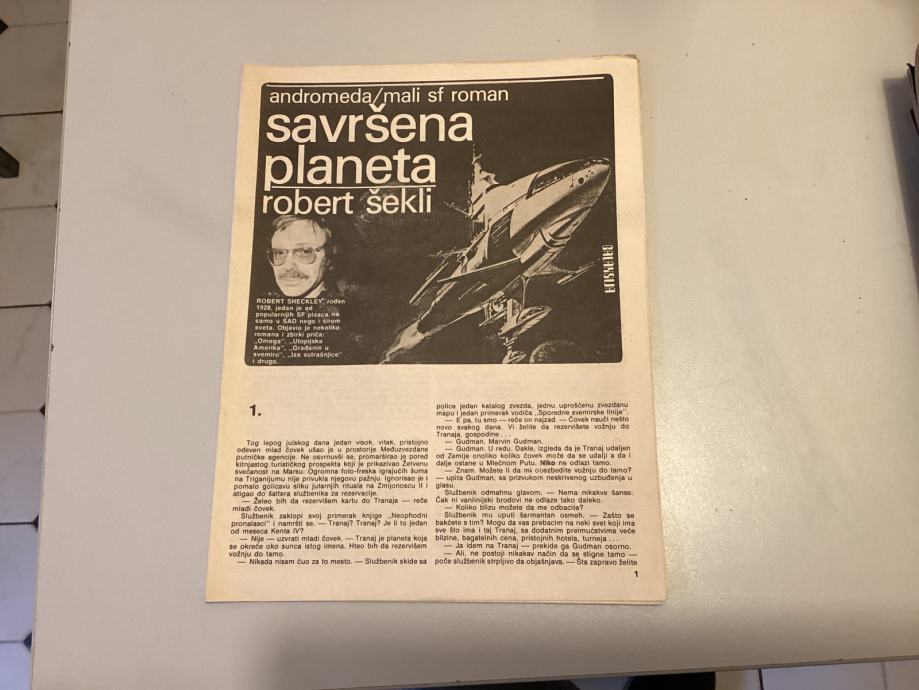 andromeda/mali sf roman
savršena
planeta
robert šekli
GALAKSIJA
ROBERT SHECKLEY, rođen
1928, jedan je od
popularnijih SF pisaca ne
samo u SAD nego i širom
sveta. Objavio je nekoliko
romana i zbirki priča:
„Omega", „Utopijska
Amerika", „Građanin u
svemiru", „Iza sutrašnjice"
i drugo.
1.
Tog lepog julskog dana jedan visok, vitak, pristojno
odeven mlad čovek ušao je u prostorije Međuzvezdane
putničke agencije. Ne osvrnuvši se, promarširao je pored
kitnjastog turističkog prospekta koji je prikazivao Žetvenu
svečanost na Marsu. Ogromna foto-freska igrajućih šuma
na Triganijumu nije privukla njegovu pažnju. Ignorisao je i
pomalo golicavu sliku jutarnjih rituala na Zmijonoscu II i
stigao do šaltera službenika za rezervacije.
— Želeo bih da rezervišem kartu do Tranaja — reče
mladi čovek.
Službenik zaklopi svoj primerak knjige „Neophodni
pronalasci" i namršti se. — Tranaj? Tranaj? Je li to jedan
od meseca Kenta IV?
— Nije — uzvrati mladi čovek. — Tranaj je planeta koja
se okreće oko sunca istog imena. Hteo bih da rezervišem
vožnju do tamo.
— Nikada nisam čuo za to mesto. — Službenik skide sa
police jedan katalog zvezda, jednu uprošćenu zvezdanu
mapu i jedan primerak vodiča „Sporedne svemirske linije".
— E pa, tu smo — reče on najzad. — Čovek nauči nešto
novo svakog dana. Vi želite da rezervišete vožnju do
Tranaja, gospodine . . .
— Gudman. Marvin Gudman.
— Gudman. U redu. Dakle, izgleda da je Tranaj udaljen
od Zemlje onoliko koliko čovek može da se udalji a da i
dalje ostane u Mlečnom Putu. Niko ne odlazi tamo.
— Znam. Možete li da mi obezbedite vožnju do tamo?
— upita Gudman, sa prizvukom neskrivenog uzbuđenja u
glasu.
Službenik odmahnu glavom. — Nema nikakve šanse.
Čak ni vanlinijski brodovi ne odlaze tako daleko.
— Koliko blizu možete da me odbacite?
Službenik mu uputi šarmantan osmeh. — Zašto se
bakćete s tim? Mogu da vas prebacim na neki svet koji ima
sve što ima i taj Tranaj, sa dodatnim preimućstvima veće
blizine, bagatelnih cena, pristojnih hotela, turneja . . .
— Ja idem na Tranaj — prekide ga Gudman osorno.
— Ali, ne postoji nikakav način da se stigne tamo —
poče službenik strpljivo da objašnjava. — Šta zapravo želite
1